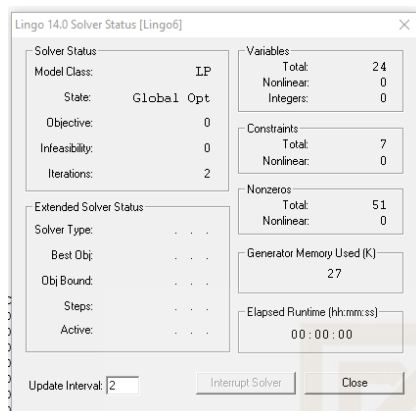 Lingo 14.0 Solver Status [Lingo6]
Solver Status
Model Class: LP
State: Global Opt
Objective: 0
Infeasibility: 0
Iterations: 2
Extended Solver Status
Solver Type: . . .
Best Obj: . . .
Obj Bound: . . .
Steps: . . .
Active: . . .
Update Interval: 2
Variables
Total: 24
Nonlinear: 0
Integers: 0
Constraints
Total: 7
Nonlinear: 0
Nonzeros
Total: 51
Nonlinear: 0
Generator Memory Used (K)
27
Elapsed Runtime (hh:mm:ss)
00:00:00
Interrupt Solver
Close